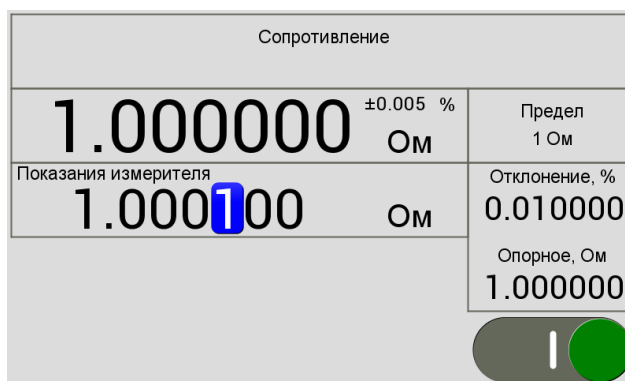 Сопротивление
1.000000 ±0.005 % Ом
Предел
1 Ом
Показания измерителя
1.000100 Ом
Отклонение, %
0.010000
Опорное, Ом
1.000000